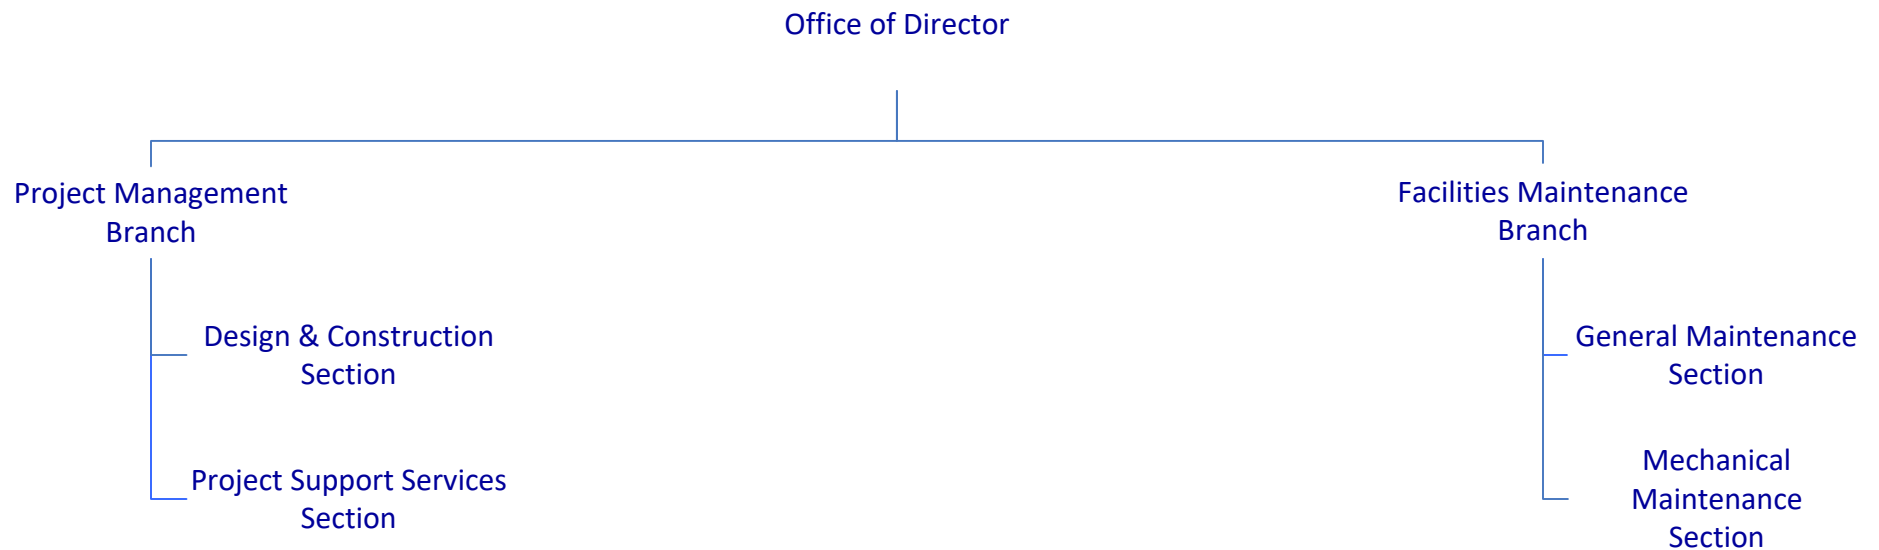 Office of Director
Project Management
Branch
Facilities Maintenance
Branch
Design & Construction
Section
General Maintenance
Section
Project Support Services
Section
Mechanical
Maintenance
Section